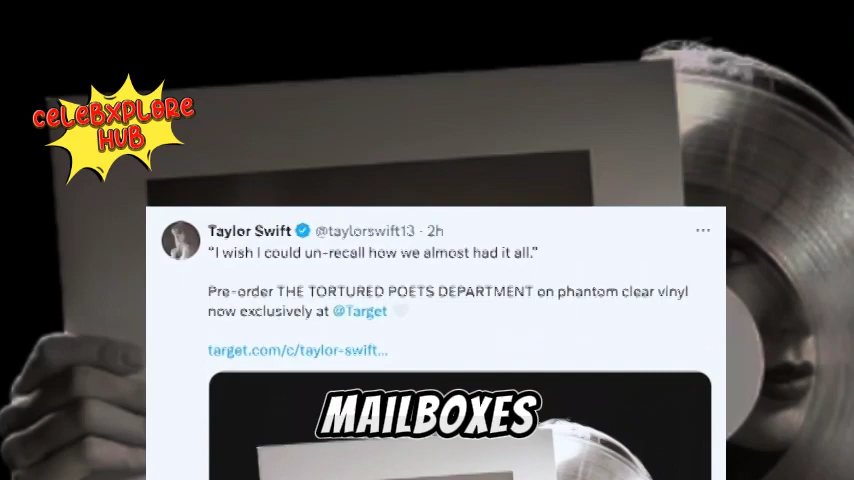 CELEBXPLORE
HUB
Taylor Swift @taylorswift13 · 2h
“I wish I could un-recall how we almost had it all.”
Pre-order THE TORTURED POETS DEPARTMENT on phantom clear vinyl
now exclusively at @Target 🤍
target.com/c/taylor-swift...
MAILBOXES